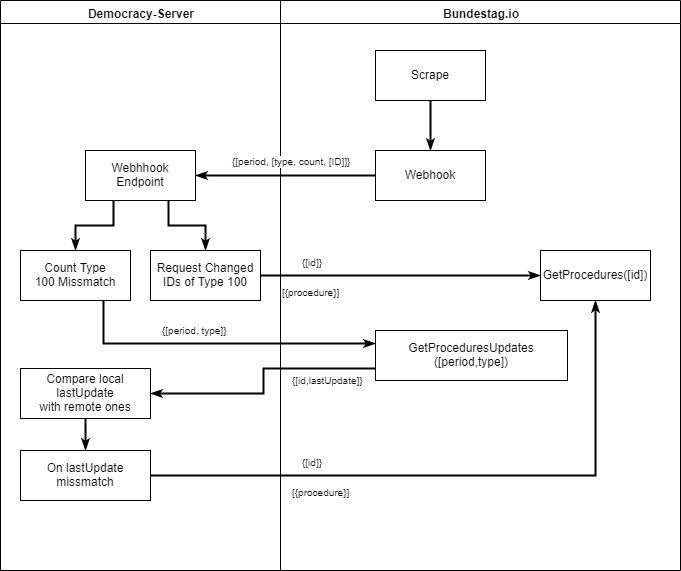 Democracy-Server
Bundestag.io
Scrape
{[period, [type, count, [ID]]}
Webhhook
Endpoint
Webhook
Count Type
100 Missmatch
Request Changed
IDs of Type 100
{[id]}
[{procedure}]
GetProcedures([id])
{[period, type]}
GetProceduresUpdates
([period,type])
{[id,lastUpdate]}
Compare local
lastUpdate
with remote ones
On lastUpdate
missmatch
{[id]}
[{procedure}]